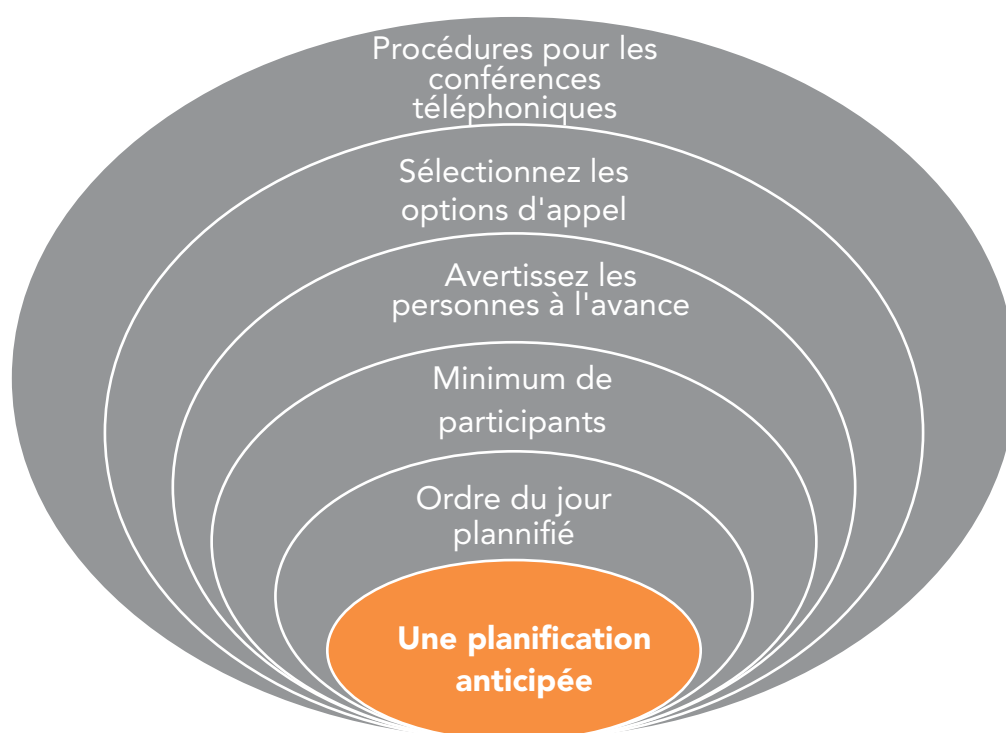 Procédures pour les
conférences
téléphoniques
Sélectionnez les
options d'appel
Avertissez les
personnes à l'avance
Minimum de
participants
Ordre du jour
plannifié
Une planification
anticipée